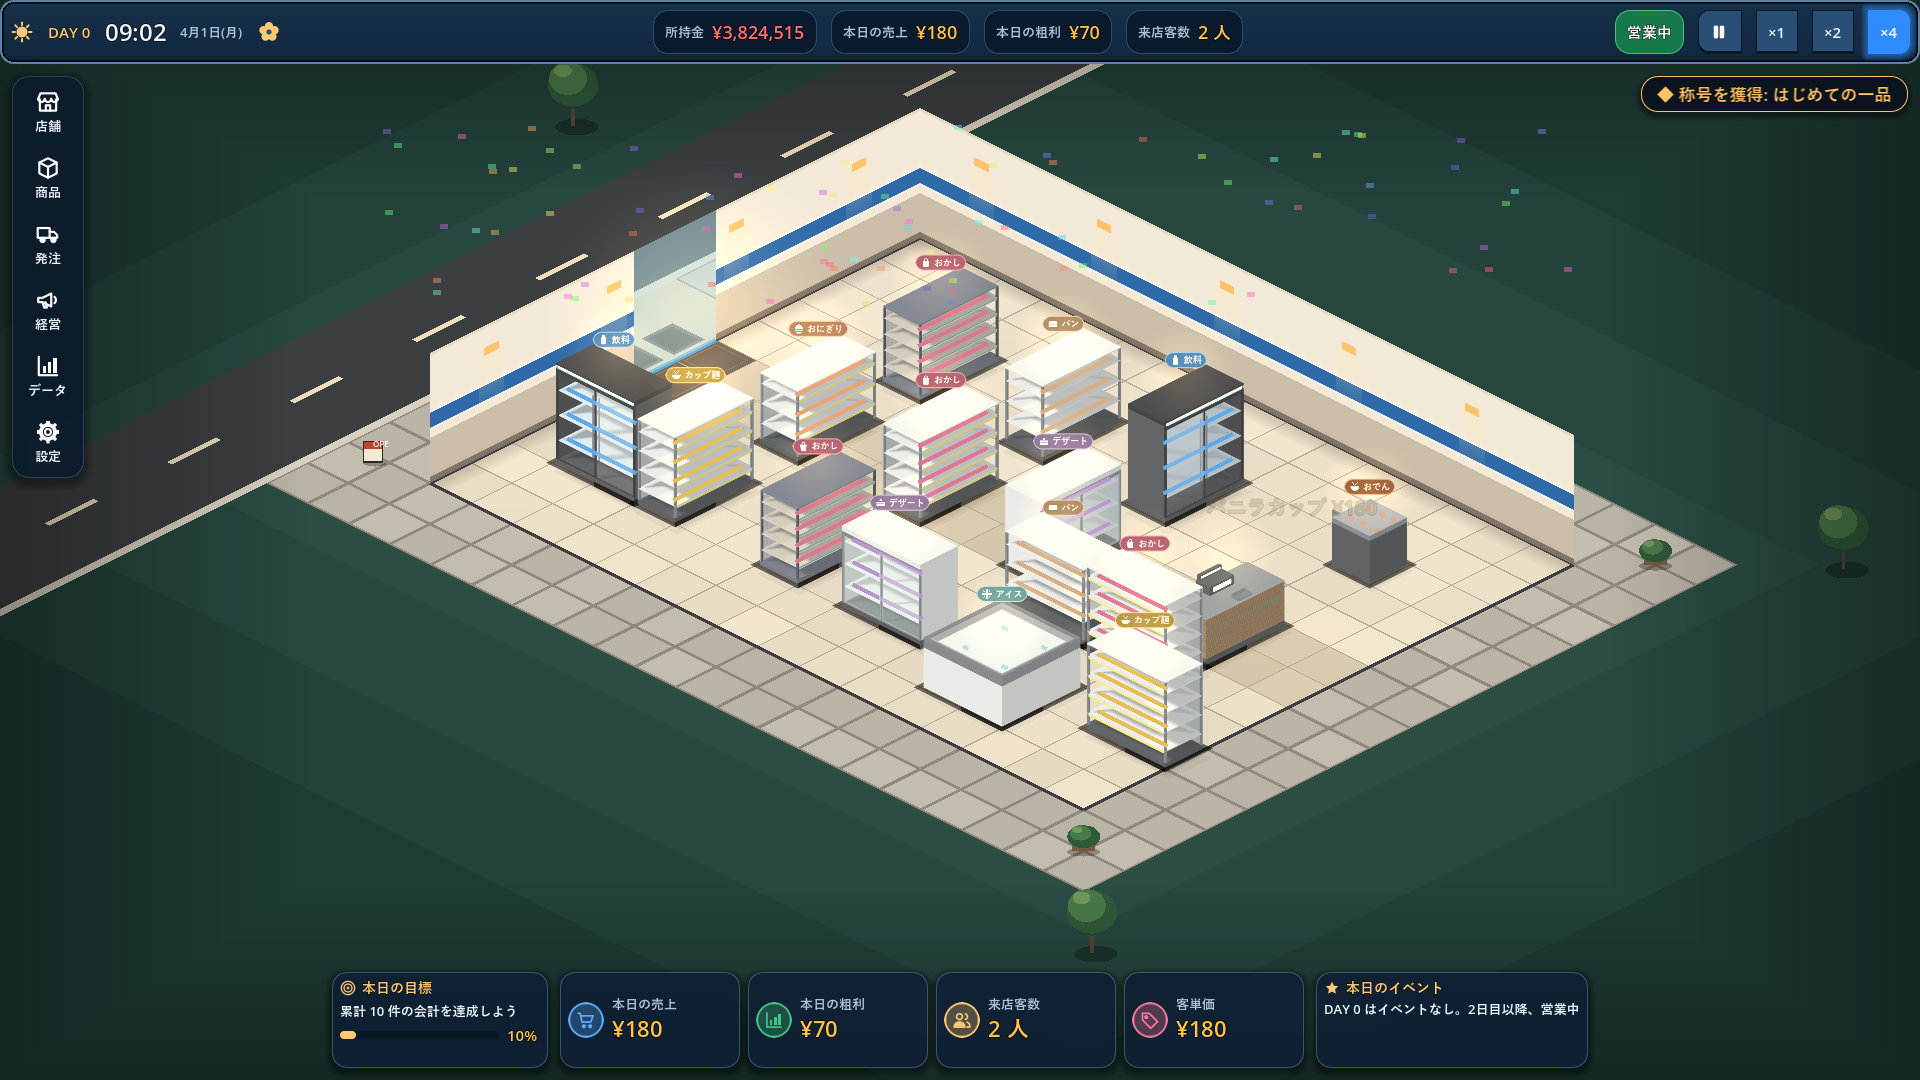 DAY 0 09:02 4月1日(月)
所持金 ¥3,824,515
本日の売上 ¥180
本日の粗利 ¥70
来店客数 2 人
営業中
×1
×2
×4
◆ 称号を獲得: はじめての一品
店舗
商品
発注
経営
データ
設定
おかし
おにぎり
パン
飲料
飲料
カップ麺
おかし
おかし
デザート
おでん
デザート
パン
バニラカップ ¥180
おかし
アイス
カップ麺
OPE
本日の目標
累計 10 件の会計を達成しよう
10%
本日の売上
¥180
本日の粗利
¥70
来店客数
2 人
客単価
¥180
本日のイベント
DAY 0 はイベントなし。2日目以降、営業中